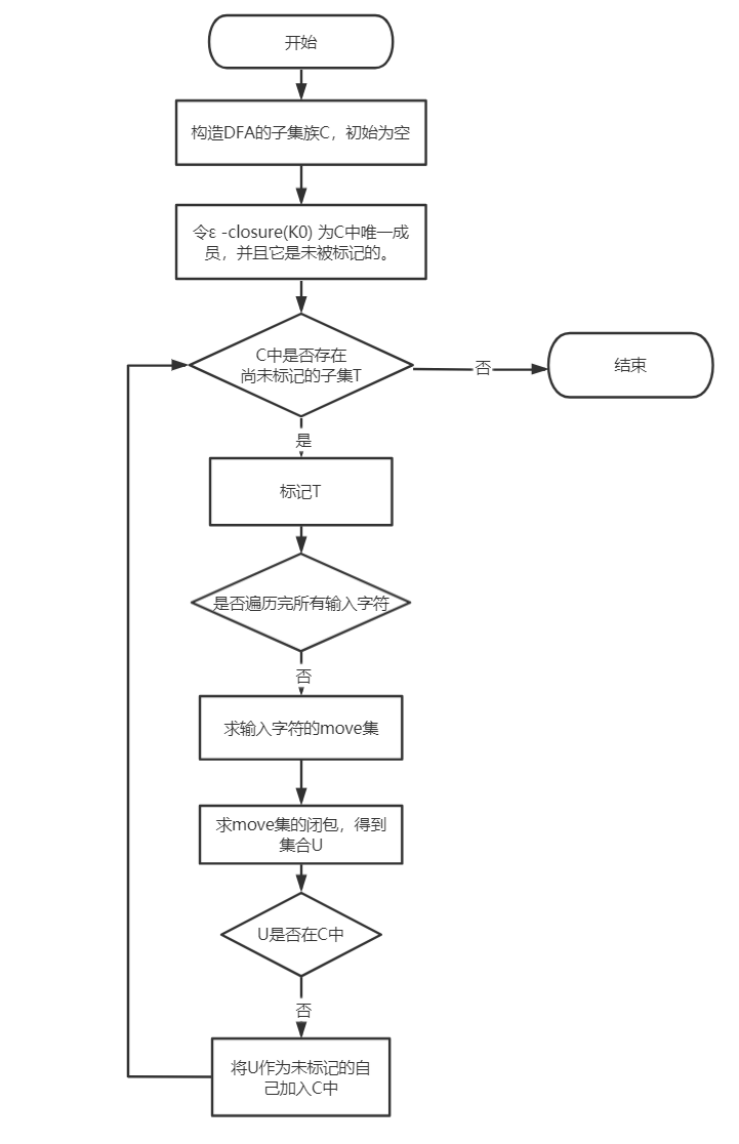 开始
构造DFA的子集族C，初始为空
令ε -closure(K0) 为C中唯一成
员，并且它是未被标记的。
C中是否存在
尚未标记的子集T
否
结束
是
标记T
是否遍历完所有输入字符
否
求输入字符的move集
求move集的闭包，得到
集合U
U是否在C中
否
将U作为未标记的自
己加入C中